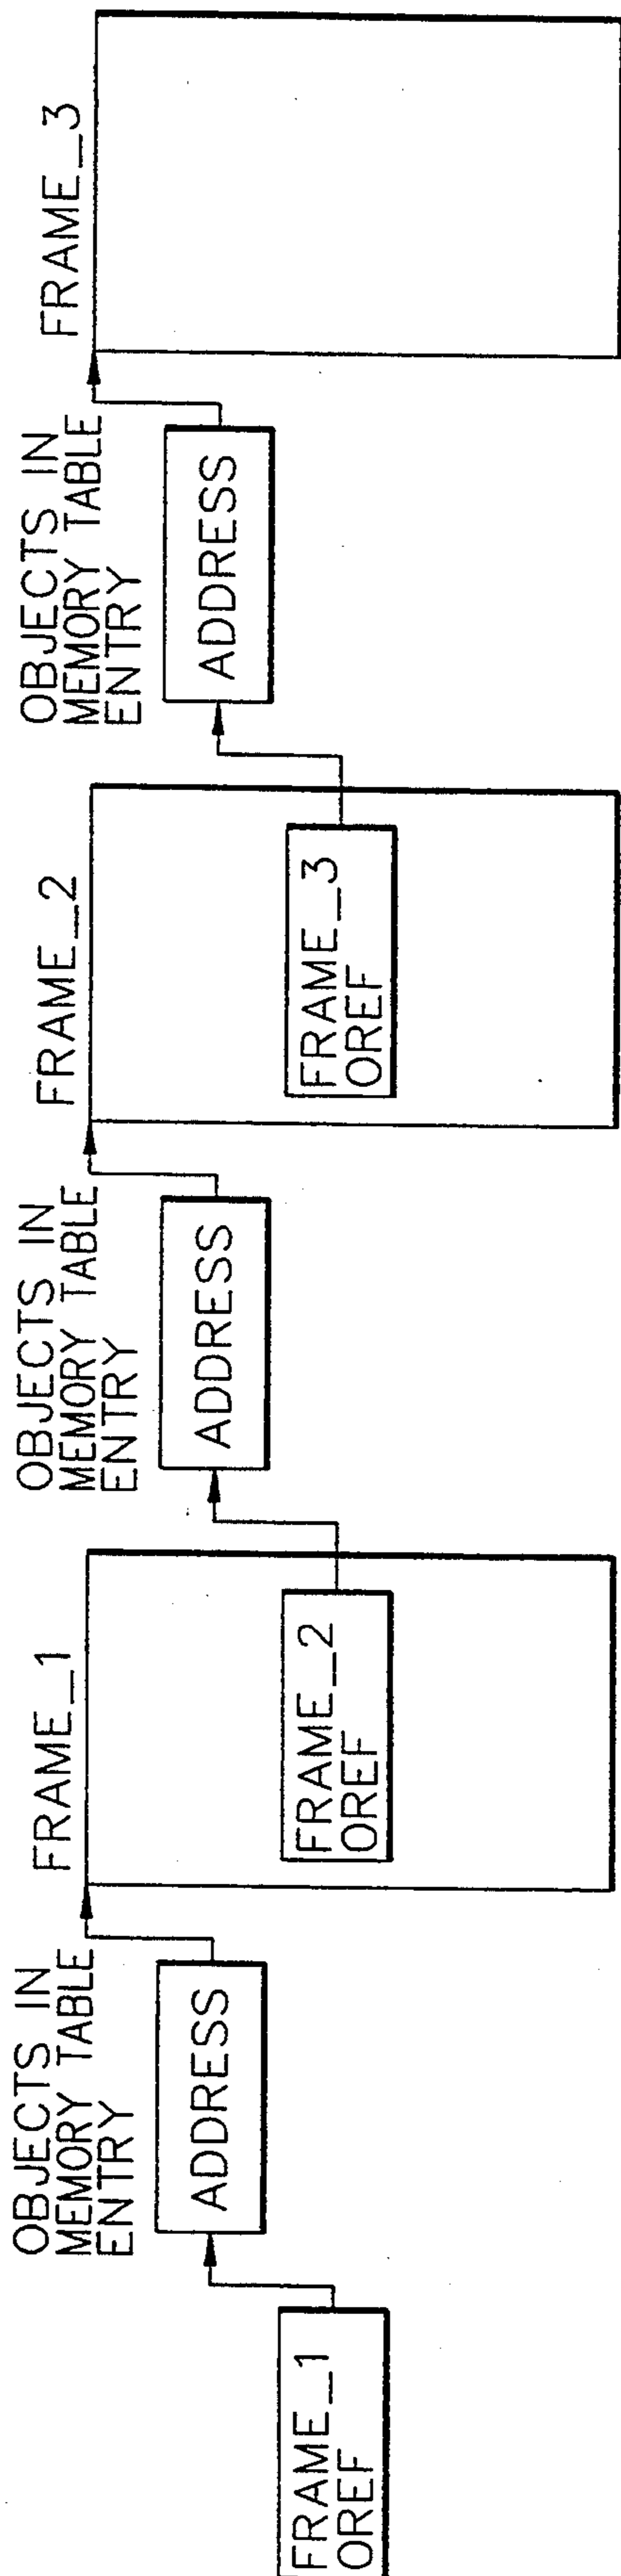 FRAME_1
OREF
OBJECTS IN
MEMORY TABLE
ENTRY
ADDRESS
FRAME_1
FRAME_2
OREF
OBJECTS IN
MEMORY TABLE
ENTRY
ADDRESS
FRAME_2
FRAME_3
OREF
OBJECTS IN
MEMORY TABLE
ENTRY
ADDRESS
FRAME_3